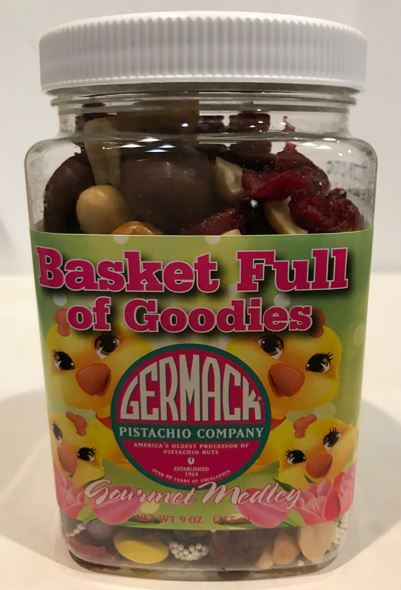 Basket Full
of Goodies
GERMACK
PISTACHIO COMPANY
AMERICA'S OLDEST PROCESSOR OF
PISTACHIO NUTS
ESTABLISHED
1924
OVER 90 YEARS OF EXCELLENCE
Gourmet Medley
NET WT 9 OZ.